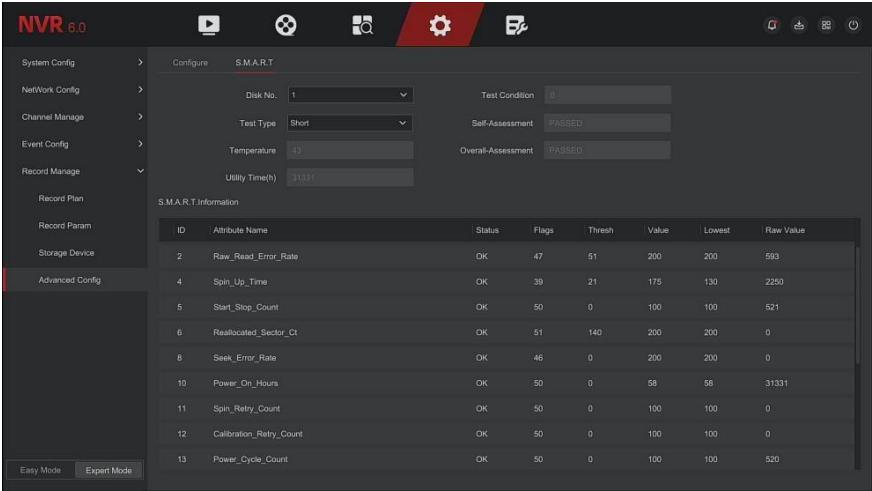 NVR 6.0
System Config
NetWork Config
Channel Manage
Event Config
Record Manage
Record Plan
Record Param
Storage Device
Advanced Config
Easy Mode Expert Mode
Configure S.M.A.R.T
Disk No. 1 Test Condition 0
Test Type Short Self-Assessment PASSED
Temperature 43 Overall-Assessment PASSED
Utility Time(h) 31331
S.M.A.R.T.Information
ID Attribute Name Status Flags Thresh Value Lowest Raw Value
2 Raw_Read_Error_Rate OK 47 51 200 200 593
4 Spin_Up_Time OK 39 21 175 130 2250
5 Start_Stop_Count OK 50 0 100 100 521
6 Reallocated_Sector_Ct OK 51 140 200 200 0
8 Seek_Error_Rate OK 46 0 200 200 0
10 Power_On_Hours OK 50 0 58 58 31331
11 Spin_Retry_Count OK 50 0 100 100 0
12 Calibration_Retry_Count OK 50 0 100 100 0
13 Power_Cycle_Count OK 50 0 100 100 520